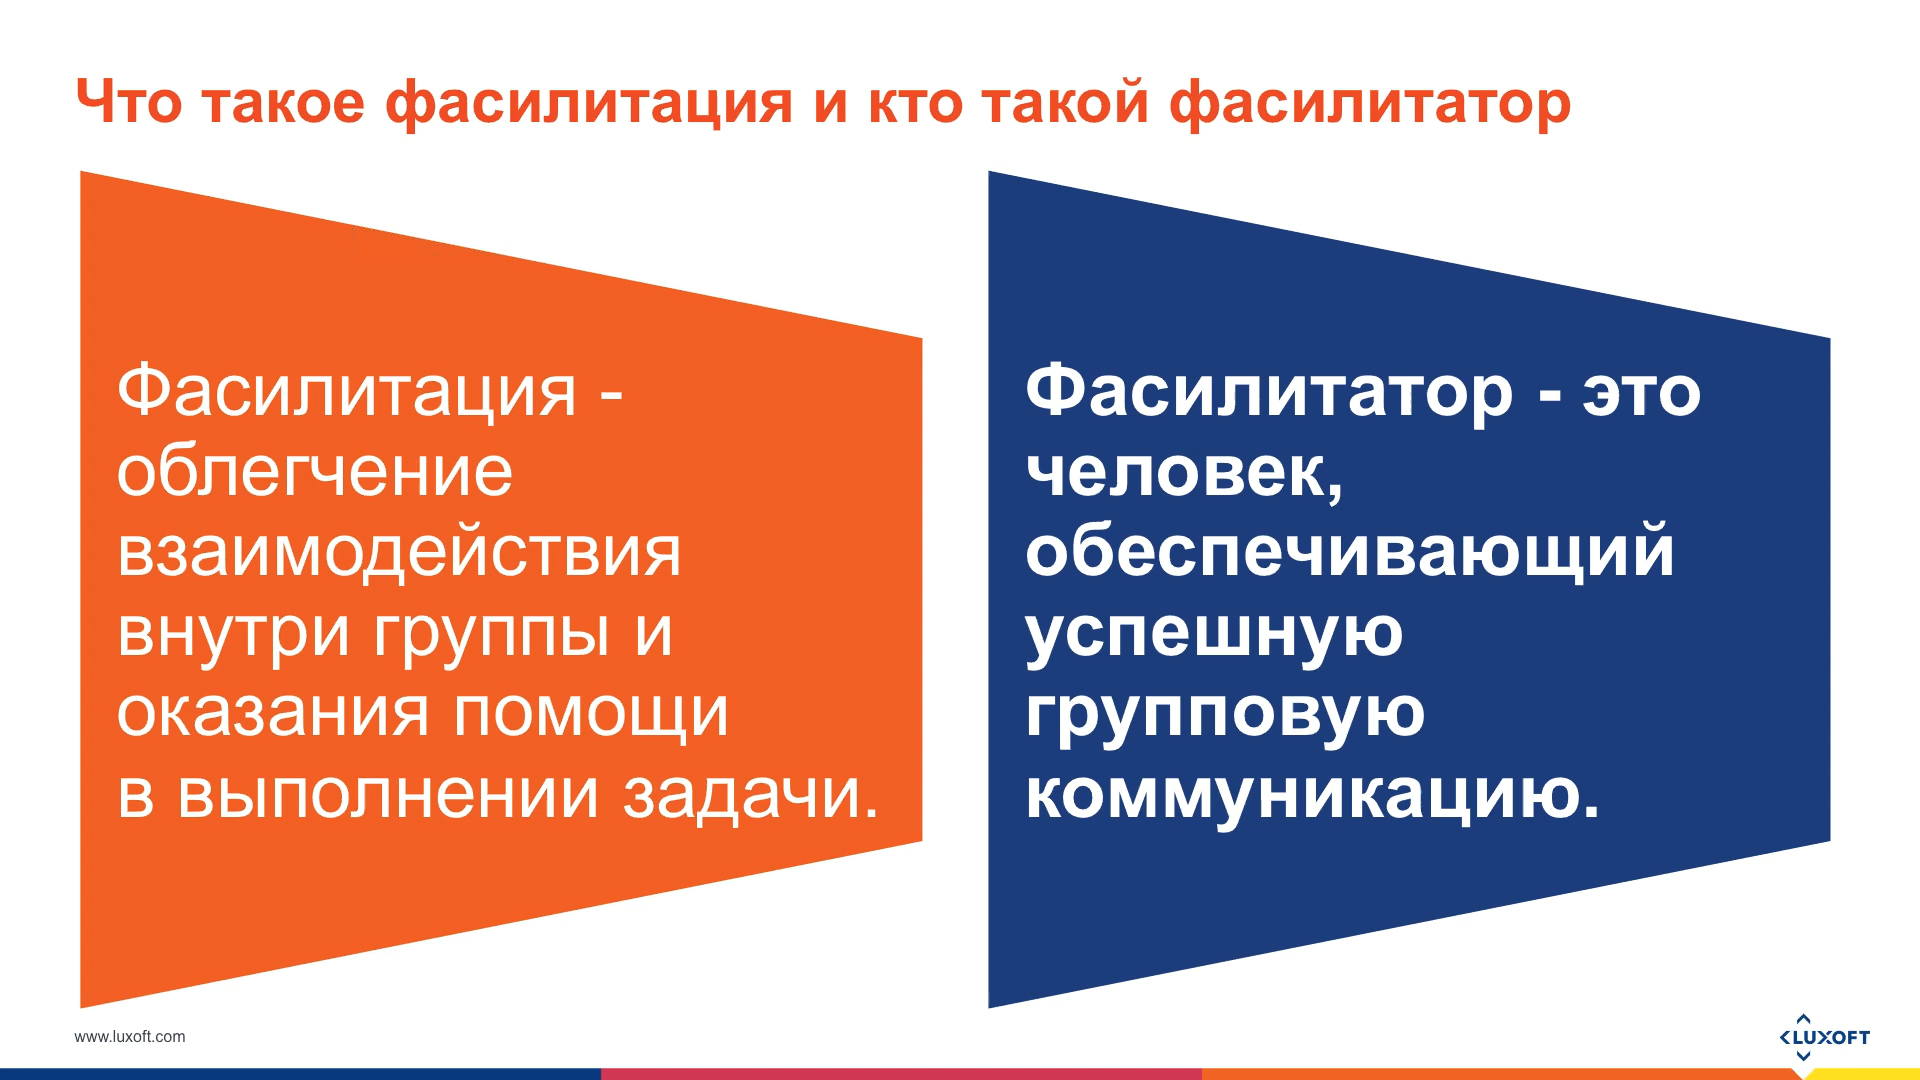 Что такое фасилитация и кто такой фасилитатор
Фасилитация -
облегчение
взаимодействия
внутри группы и
оказания помощи
в выполнении задачи.
Фасилитатор - это
человек,
обеспечивающий
успешную
групповую
коммуникацию.
www.luxoft.com
LUXOFT